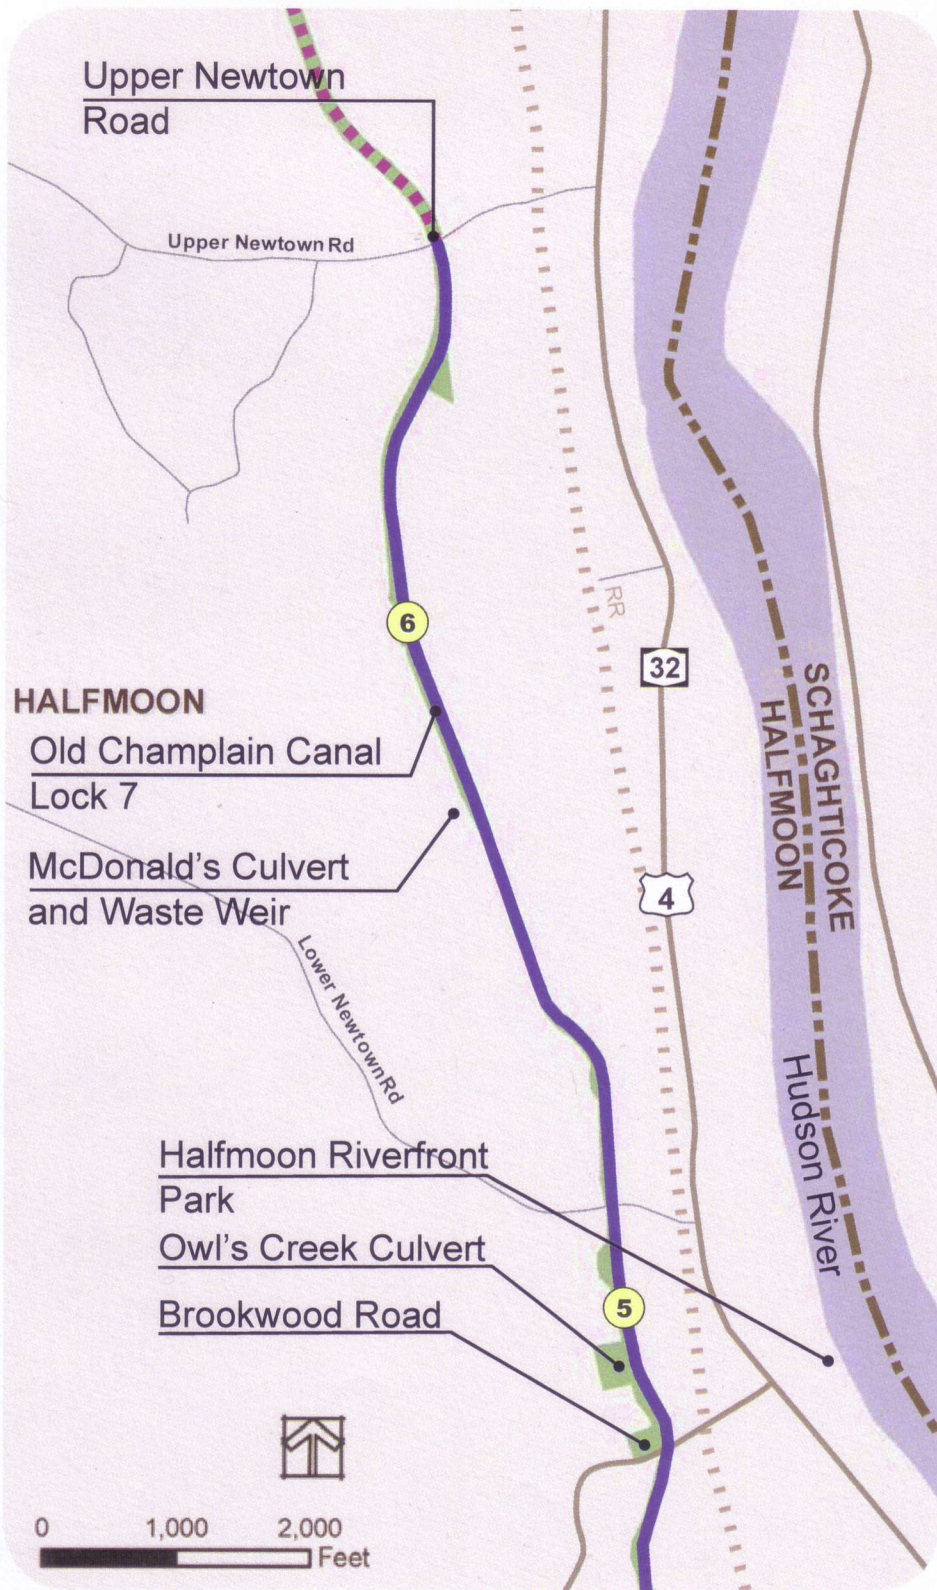 Upper Newtown
Road
Upper Newtown Rd
6
RR
32
HALFMOON
SCHAGHTICOKE
HALFMOON
Old Champlain Canal
Lock 7
McDonald's Culvert
and Waste Weir
4
Lower Newtown Rd
Hudson River
Halfmoon Riverfront
Park
Owl's Creek Culvert
5
Brookwood Road
0 1,000 2,000
Feet